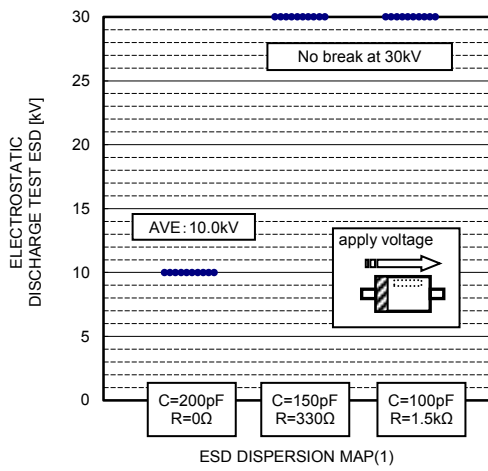 ELECTROSTATIC
DISCHARGE TEST ESD [kV]
30
25
20
15
10
5
0
No break at 30kV
AVE：10.0kV
apply voltage
C=200pF
R=0Ω
C=150pF
R=330Ω
C=100pF
R=1.5kΩ
ESD DISPERSION MAP(1)